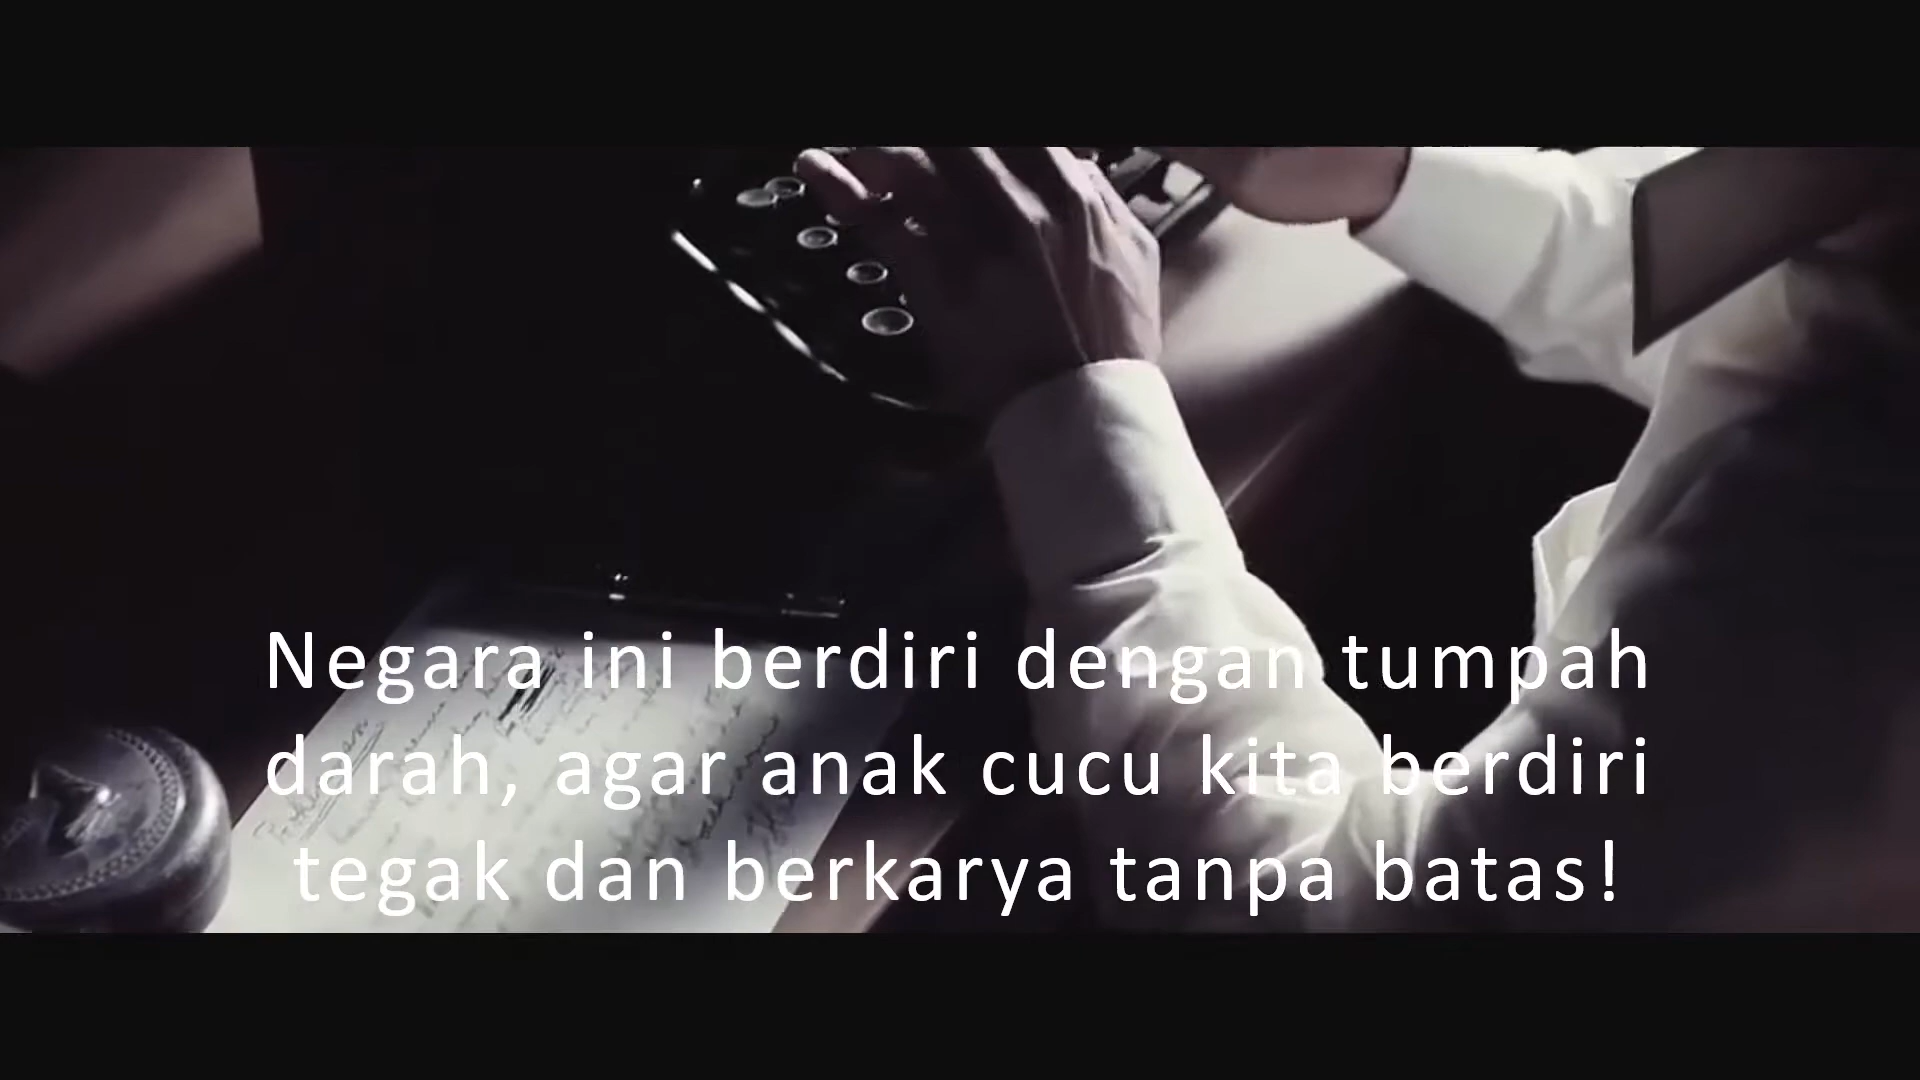 Negara ini berdiri dengan tumpah
darah, agar anak cucu kita berdiri
tegak dan berkarya tanpa batas!